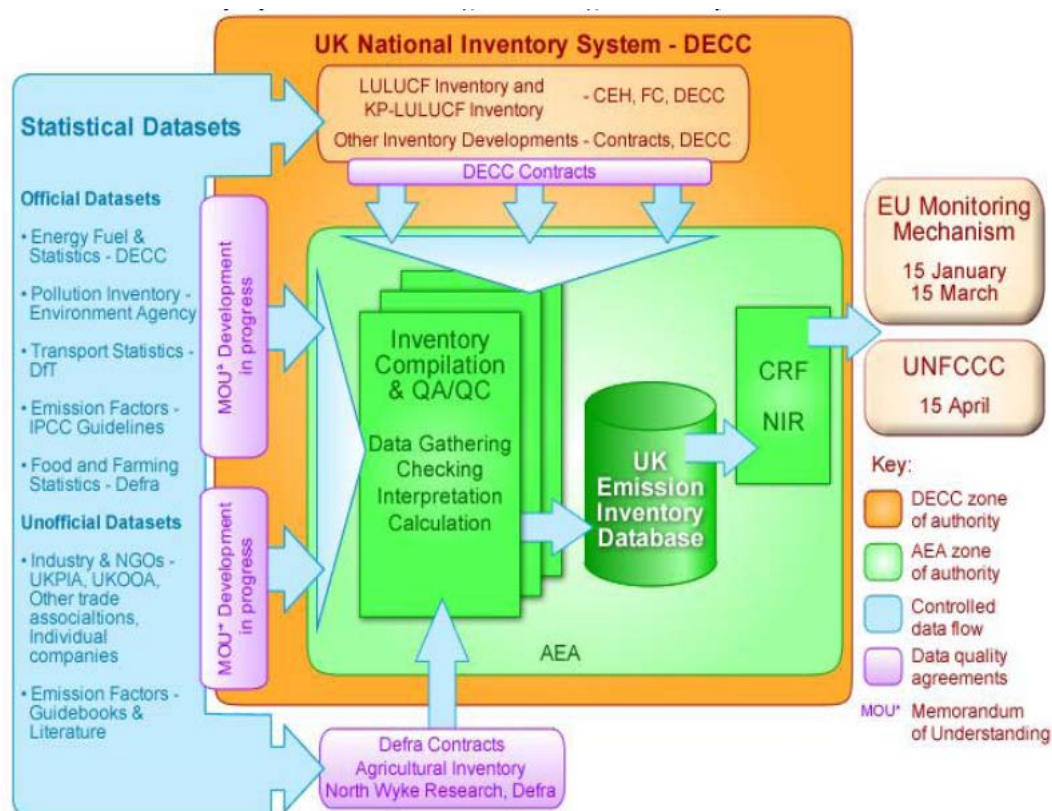 UK National Inventory System - DECC
LULUCF Inventory and
KP-LULUCF Inventory
- CEH, FC, DECC
Other Inventory Developments - Contracts, DECC
DECC Contracts
Statistical Datasets
Official Datasets
• Energy Fuel &
Statistics - DECC
• Pollution Inventory -
Environment Agency
• Transport Statistics -
DfT
• Emission Factors -
IPCC Guidelines
• Food and Farming
Statistics - Defra
Unofficial Datasets
• Industry & NGOs -
UKPIA, UKOOA,
Other trade
associaltions,
Individual
companies
• Emission Factors -
Guidebooks &
Literature
MOU* Development
in progress
MOU* Development
in progress
Inventory
Compilation
& QA/QC
Data Gathering
Checking
Interpretation
Calculation
UK
Emission
Inventory
Database
CRF
NIR
AEA
Defra Contracts
Agricultural Inventory
North Wyke Research, Defra
EU Monitoring
Mechanism
15 January
15 March
UNFCCC
15 April
Key:
DECC zone
of authority
AEA zone
of authority
Controlled
data flow
Data quality
agreements
MOU* Memorandum
of Understanding